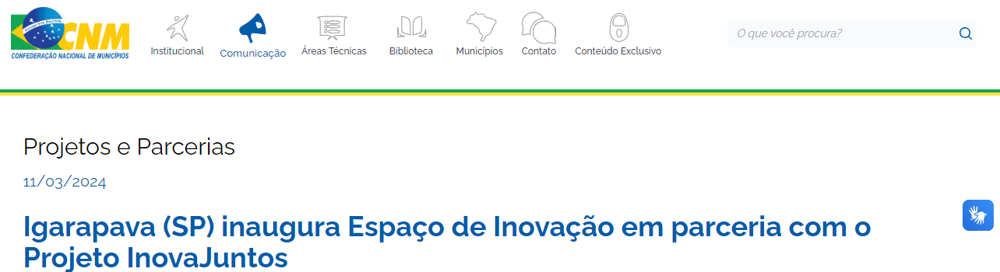 CNM
CONFEDERAÇÃO NACIONAL DE MUNICÍPIOS
Institucional
Comunicação
Áreas Técnicas
Biblioteca
Municípios
Contato
Conteúdo Exclusivo
O que você procura?
Projetos e Parcerias
11/03/2024
Igarapava (SP) inaugura Espaço de Inovação em parceria com o
Projeto InovaJuntos